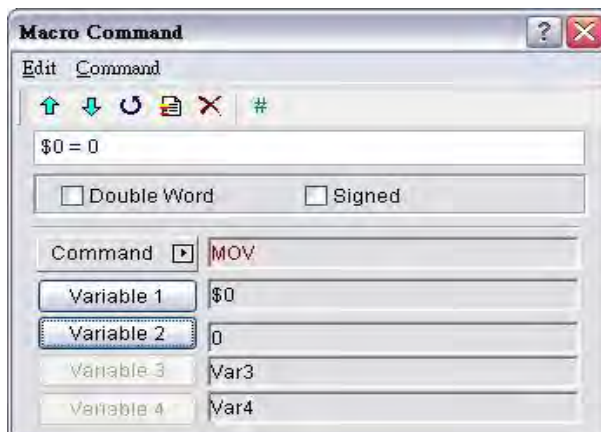 Macro Command
Edit Command
#
$0 = 0
Double Word Signed
Command MOV
Variable 1 $0
Variable 2 0
Variable 3 Var3
Variable 4 Var4